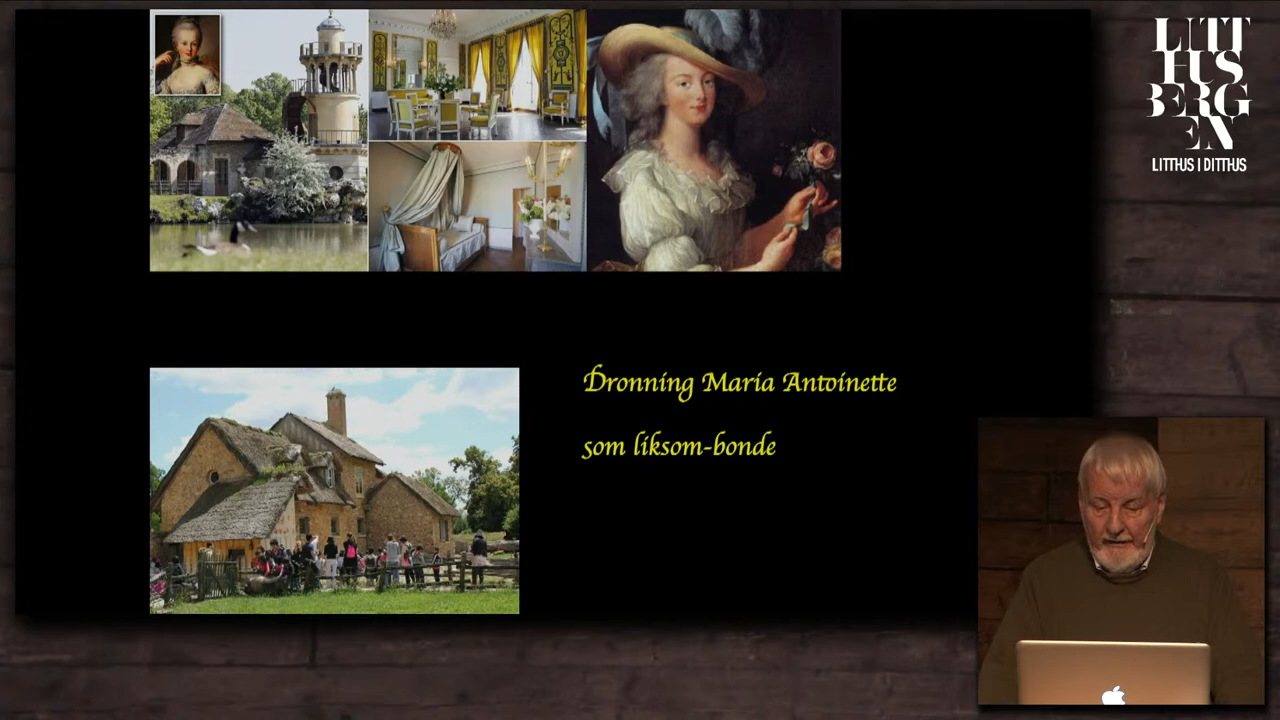 LITT
HUS
BERG
EN
LITTHUS I DITTHUS
Dronning Maria Antoinette
som liksom-bonde